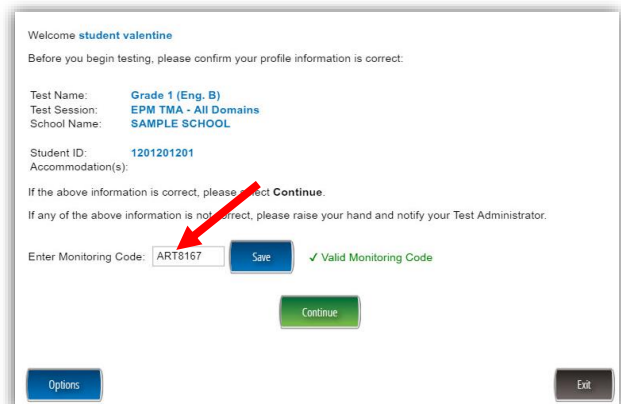 Welcome student valentine
Before you begin testing, please confirm your profile information is correct:
Test Name: Grade 1 (Eng. B)
Test Session: EPM TMA - All Domains
School Name: SAMPLE SCHOOL
Student ID: 1201201201
Accommodation(s):
If the above information is correct, please select Continue.
If any of the above information is not correct, please raise your hand and notify your Test Administrator.
Enter Monitoring Code: ART8167 Save ✓ Valid Monitoring Code
Continue
Options Exit